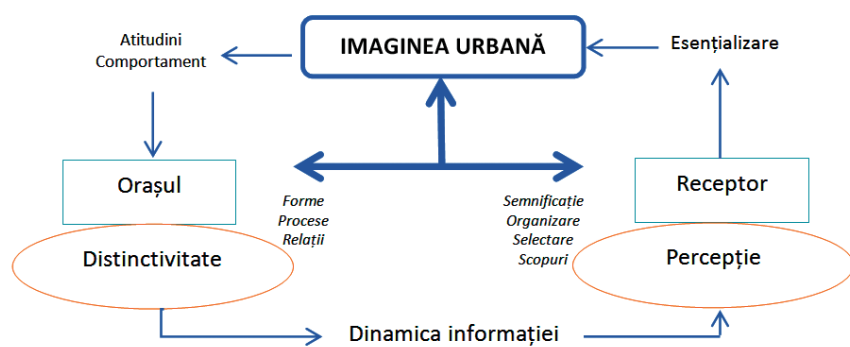 Atitudini
Comportament
IMAGINEA URBANĂ
Esențializare
Orașul
Forme
Procese
Relații
Semnificație
Organizare
Selectare
Scopuri
Receptor
Distinctivitate
Percepție
Dinamica informației